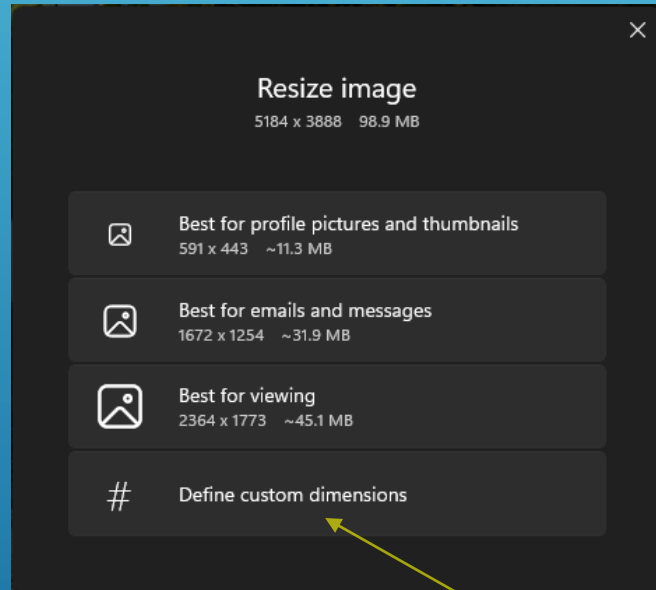 Resize image
5184 x 3888 98.9 MB
Best for profile pictures and thumbnails
591 x 443 ~11.3 MB
Best for emails and messages
1672 x 1254 ~31.9 MB
Best for viewing
2364 x 1773 ~45.1 MB
# Define custom dimensions